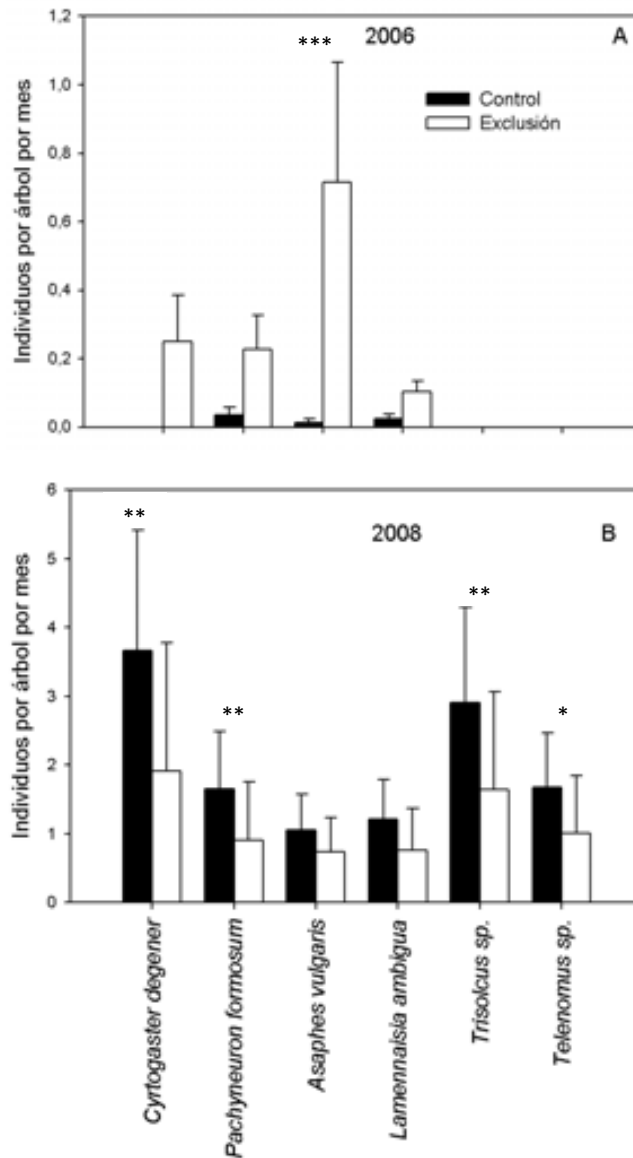 1,2
2006
A
***
1,0
Control
Exclusión
0,8
0,6
0,4
0,2
0,0
Individuos por árbol por mes
6
2008
B
**
5
**
4
3
**
*
2
1
0
Individuos por árbol por mes
Cyrtogaster degener
Pachyneuron formosum
Asaphes vulgaris
Lamennaisia ambigua
Trisolcus sp.
Telenomus sp.